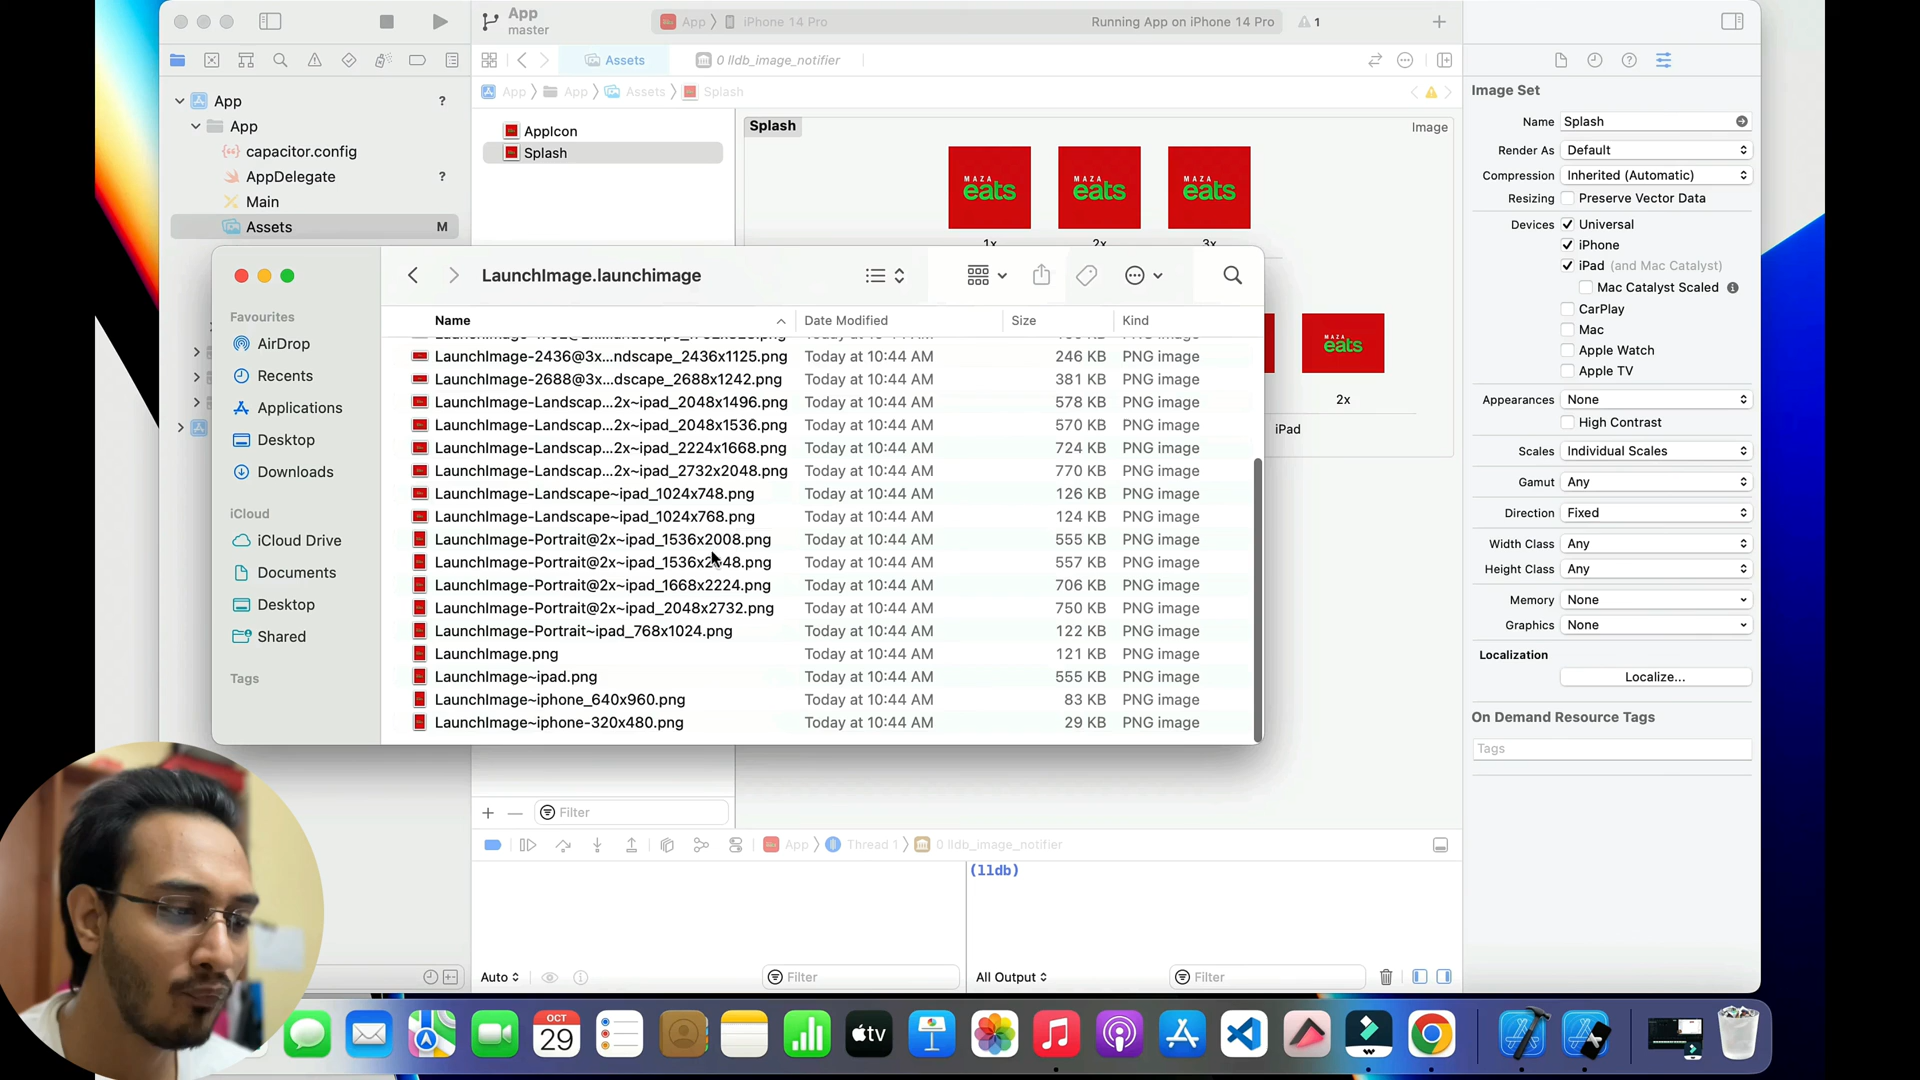 App
master
App
iPhone 14 Pro
Running App on iPhone 14 Pro
1
Assets
0 lldb_image_notifier
App
App
Assets
Splash
App
?
App
capacitor.config
AppDelegate
?
Main
Assets
M
AppIcon
Splash
Splash
Image
MAZA
eats
MAZA
eats
MAZA
eats
1x
2x
3x
MAZA
eats
2x
iPad
Image Set
Name
Splash
Render As
Default
Compression
Inherited (Automatic)
Resizing
Preserve Vector Data
Devices
Universal
iPhone
iPad (and Mac Catalyst)
Mac Catalyst Scaled
CarPlay
Mac
Apple Watch
Apple TV
Appearances
None
High Contrast
Scales
Individual Scales
Gamut
Any
Direction
Fixed
Width Class
Any
Height Class
Any
Memory
None
Graphics
None
Localization
Localize...
On Demand Resource Tags
Tags
LaunchImage.launchimage
Favourites
AirDrop
Recents
Applications
Desktop
Downloads
iCloud
iCloud Drive
Documents
Desktop
Shared
Tags
Name
Date Modified
Size
Kind
LaunchImage-2436@3x...ndscape_2436x1125.png Today at 10:44 AM 246 KB PNG image
LaunchImage-2688@3x...dscape_2688x1242.png Today at 10:44 AM 381 KB PNG image
LaunchImage-Landscap...2x~ipad_2048x1496.png Today at 10:44 AM 578 KB PNG image
LaunchImage-Landscap...2x~ipad_2048x1536.png Today at 10:44 AM 570 KB PNG image
LaunchImage-Landscap...2x~ipad_2224x1668.png Today at 10:44 AM 724 KB PNG image
LaunchImage-Landscap...2x~ipad_2732x2048.png Today at 10:44 AM 770 KB PNG image
LaunchImage-Landscape~ipad_1024x748.png Today at 10:44 AM 126 KB PNG image
LaunchImage-Landscape~ipad_1024x768.png Today at 10:44 AM 124 KB PNG image
LaunchImage-Portrait@2x~ipad_1536x2008.png Today at 10:44 AM 555 KB PNG image
LaunchImage-Portrait@2x~ipad_1536x2048.png Today at 10:44 AM 557 KB PNG image
LaunchImage-Portrait@2x~ipad_1668x2224.png Today at 10:44 AM 706 KB PNG image
LaunchImage-Portrait@2x~ipad_2048x2732.png Today at 10:44 AM 750 KB PNG image
LaunchImage-Portrait~ipad_768x1024.png Today at 10:44 AM 122 KB PNG image
LaunchImage.png Today at 10:44 AM 121 KB PNG image
LaunchImage~ipad.png Today at 10:44 AM 555 KB PNG image
LaunchImage~iphone_640x960.png Today at 10:44 AM 83 KB PNG image
LaunchImage~iphone-320x480.png Today at 10:44 AM 29 KB PNG image
Filter
App
Thread 1
0 lldb_image_notifier
(lldb)
Auto
Filter
All Output
Filter
OCT
29
tv